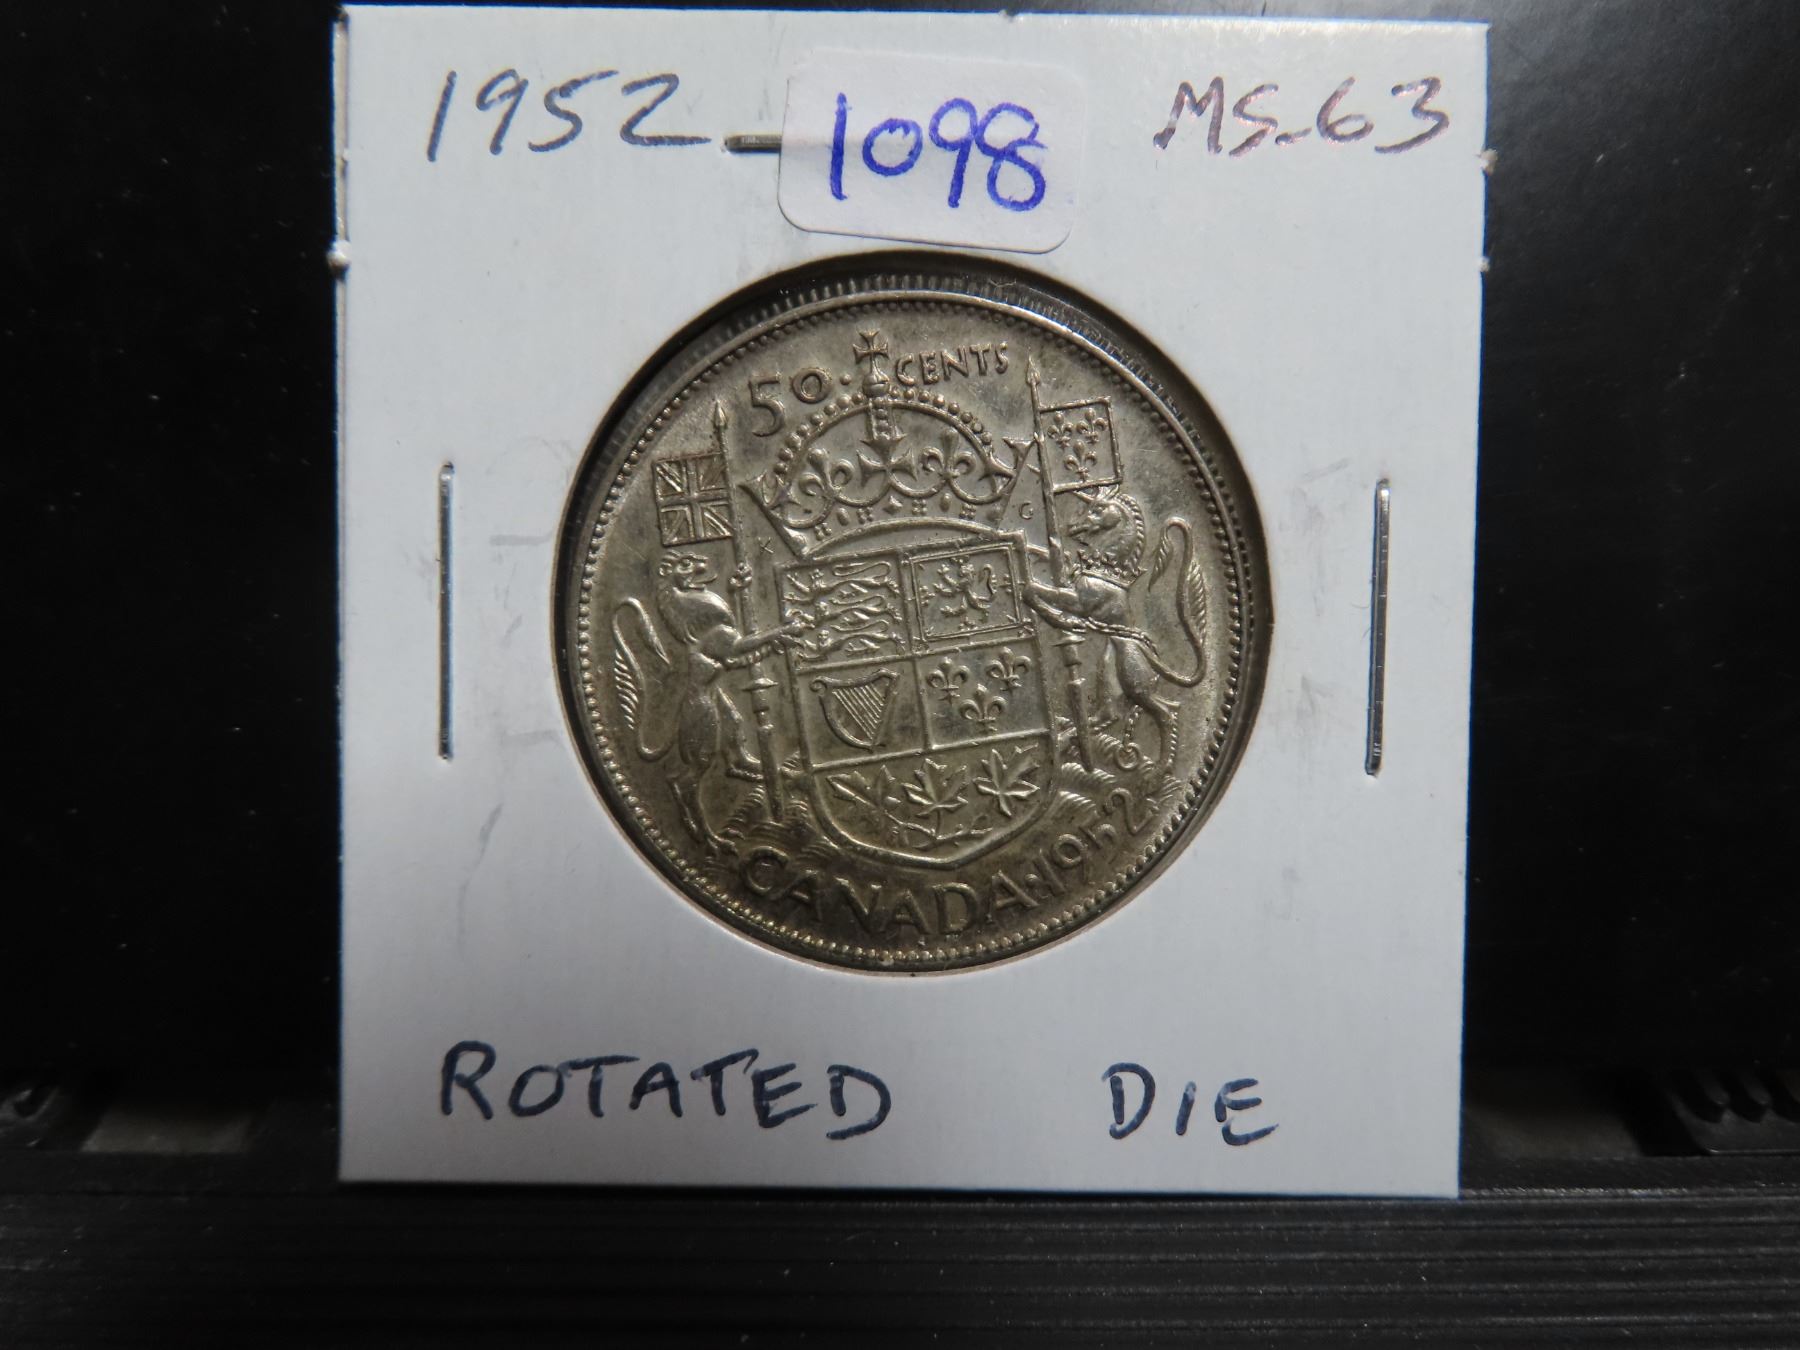 1952 1098 MS-63
50 · CENTS
K G
CANADA · 1952
ROTATED DIE